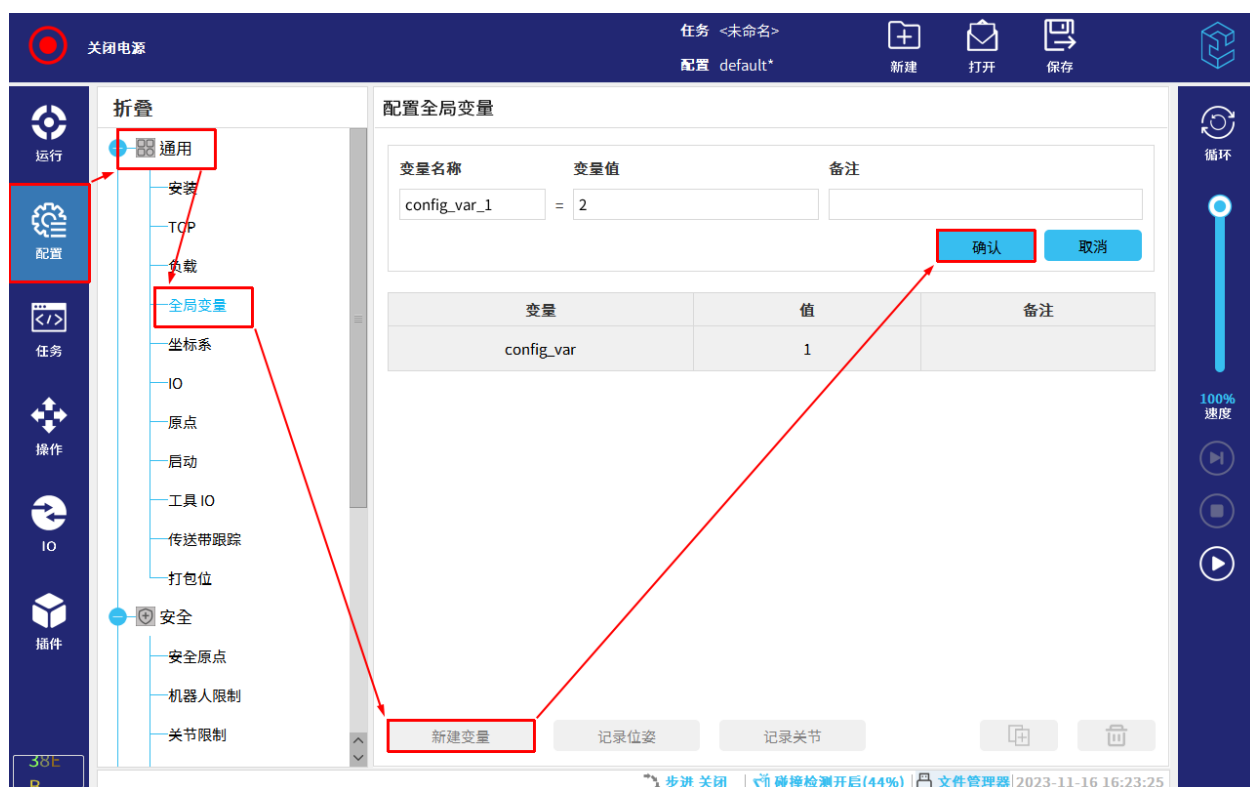 关闭电源
任务 <未命名>
配置 default*
新建
打开
保存
运行
配置
任务
操作
IO
插件
38E
B
折叠
通用
安装
TCP
负载
全局变量
坐标系
IO
原点
启动
工具 IO
传送带跟踪
打包位
安全
安全原点
机器人限制
关节限制
配置全局变量
变量名称 变量值 备注
config_var_1 = 2
确认 取消
变量 值 备注
config_var 1
新建变量 记录位姿 记录关节
循环
100%
速度
步进 关闭 碰撞检测开启(44%) 文件管理器 2023-11-16 16:23:25